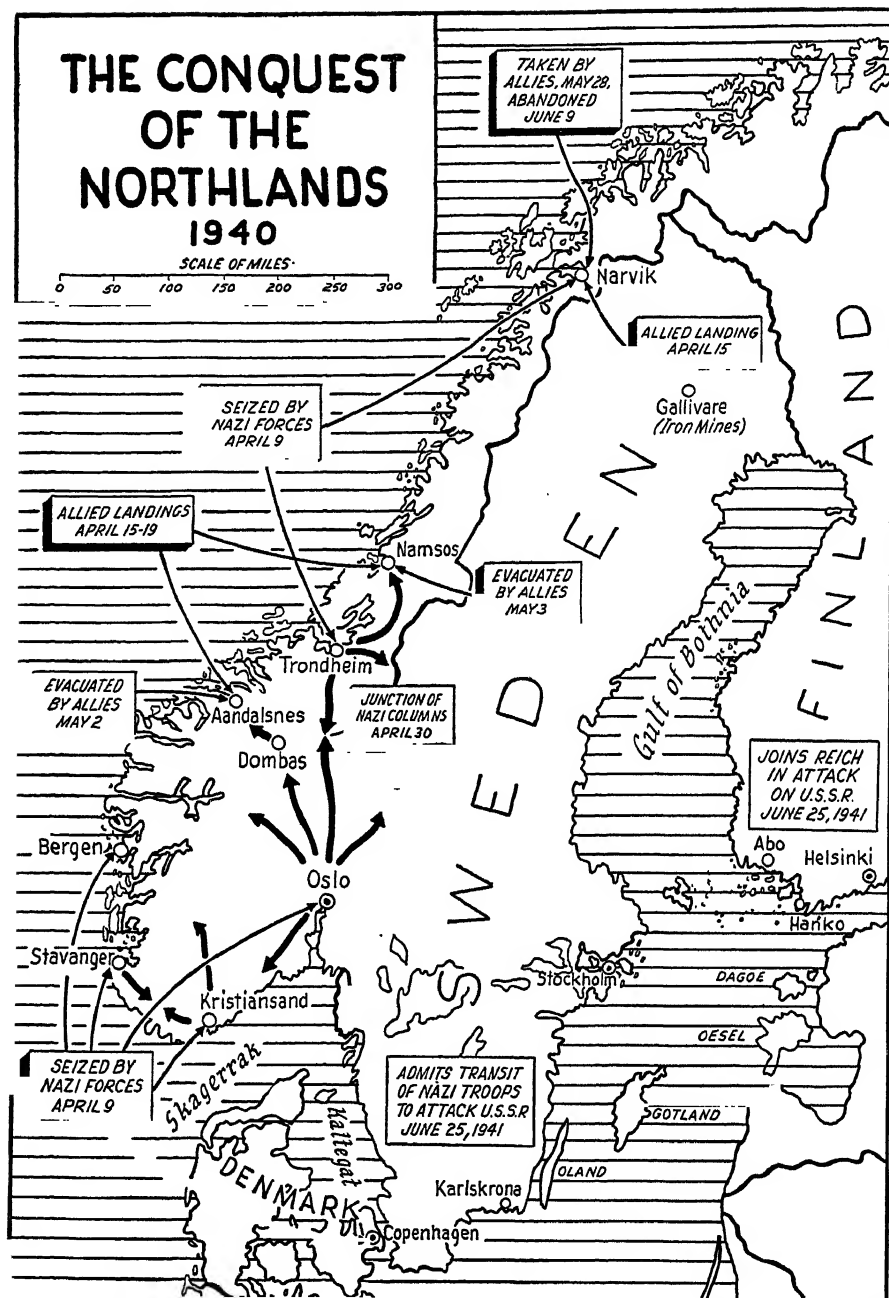 THE CONQUEST
OF THE
NORTHLANDS
1940
SCALE OF MILES·
0 50 100 150 200 250 300
TAKEN BY
ALLIES, MAY 28,
ABANDONED
JUNE 9
Narvik
ALLIED LANDING
APRIL 15
Gallivare
(Iron Mines)
SEIZED BY
NAZI FORCES
APRIL 9
ALLIED LANDINGS
APRIL 15-19
Namsos
EVACUATED
BY ALLIES
MAY 3
Trondheim
EVACUATED
BY ALLIES
MAY 2
Aandalsnes
JUNCTION OF
NAZI COLUMNS
APRIL 30
Dombas
Gulf of Bothnia
FINLAND
SWEDEN
JOINS REICH
IN ATTACK
ON U.S.S.R.
JUNE 25, 1941
Bergen
Abo
Helsinki
Oslo
Hanko
Stavanger
Stockholm
DAGOE
Kristiansand
OESEL
SEIZED BY
NAZI FORCES
APRIL 9
Skagerrak
ADMITS TRANSIT
OF NAZI TROOPS
TO ATTACK U.S.S.R
JUNE 25, 1941
GOTLAND
Kattegat
DENMARK
OLAND
Karlskrona
Copenhagen